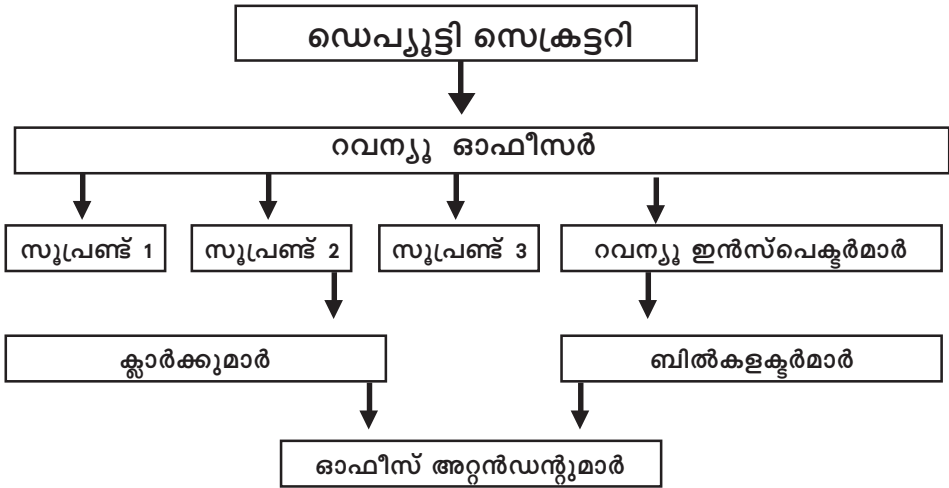 ഡെപ്യൂട്ടി സെക്രട്ടറി
റവന്യൂ ഓഫീസർ
സൂപ്രണ്ട് 1 സൂപ്രണ്ട് 2 സൂപ്രണ്ട് 3 റവന്യൂ ഇൻസ്പെക്ടർമാർ
ക്ലാർക്കുമാർ ബിൽകളക്ടർമാർ
ഓഫീസ് അറ്റൻഡന്റുമാർ